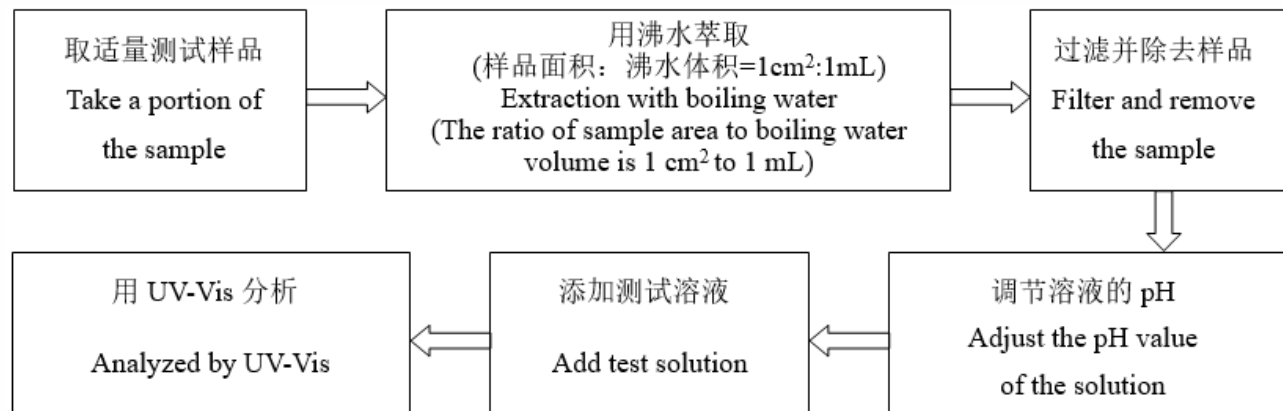 取适量测试样品
Take a portion of
the sample
用沸水萃取
(样品面积：沸水体积=1cm²:1mL)
Extraction with boiling water
(The ratio of sample area to boiling water
volume is 1 cm² to 1 mL)
过滤并除去样品
Filter and remove
the sample
调节溶液的 pH
Adjust the pH value
of the solution
添加测试溶液
Add test solution
用 UV-Vis 分析
Analyzed by UV-Vis